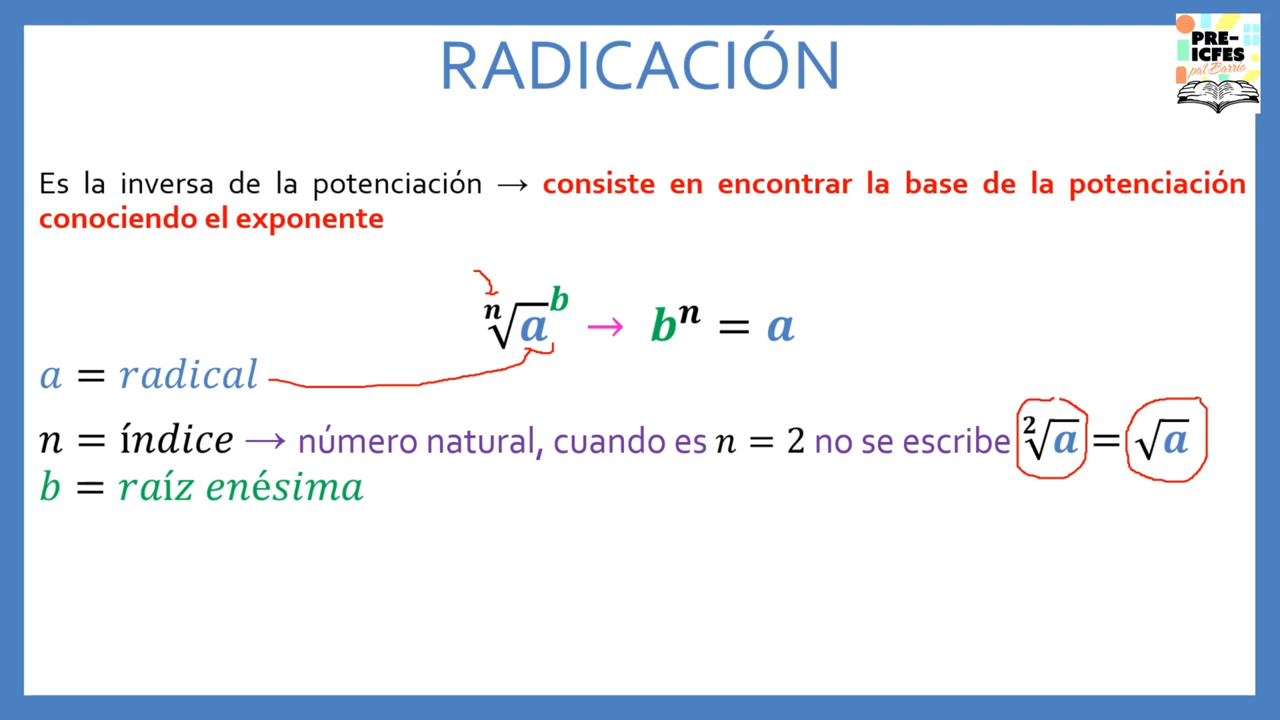 RADICACIÓN
PRE-
ICFES
pal Barrio
Es la inversa de la potenciación → consiste en encontrar la base de la potenciación
conociendo el exponente
ⁿ√a ᵇ → bⁿ = a
a = radical
n = índice → número natural, cuando es n = 2 no se escribe ²√a = √a
b = raíz enésima